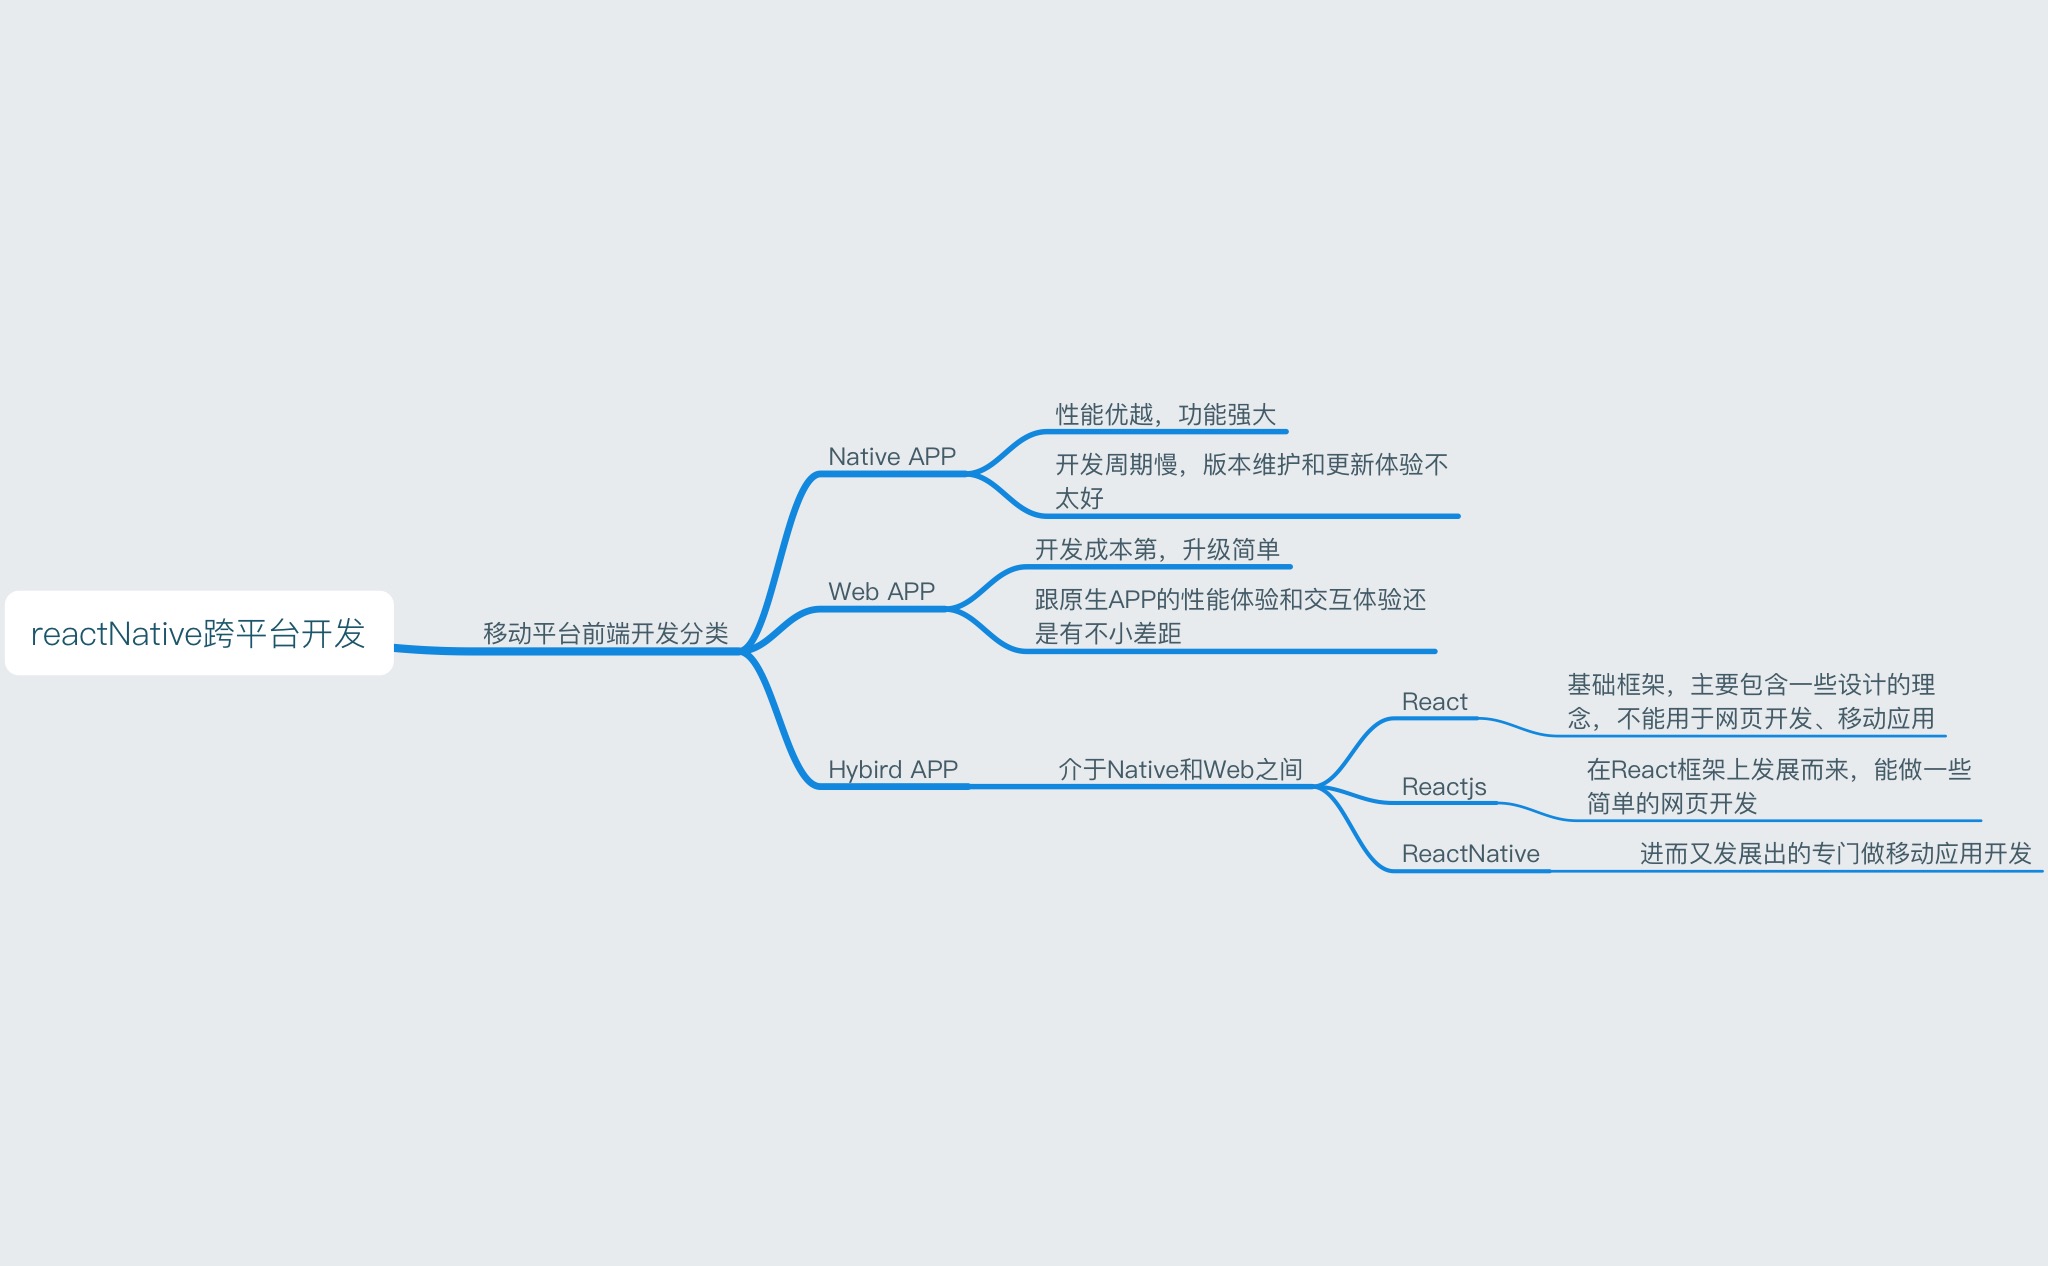 reactNative跨平台开发
移动平台前端开发分类
Native APP
性能优越，功能强大
开发周期慢，版本维护和更新体验不
太好
Web APP
开发成本第，升级简单
跟原生APP的性能体验和交互体验还
是有不小差距
Hybird APP
介于Native和Web之间
React
基础框架，主要包含一些设计的理
念，不能用于网页开发、移动应用
Reactjs
在React框架上发展而来，能做一些
简单的网页开发
ReactNative
进而又发展出的专门做移动应用开发